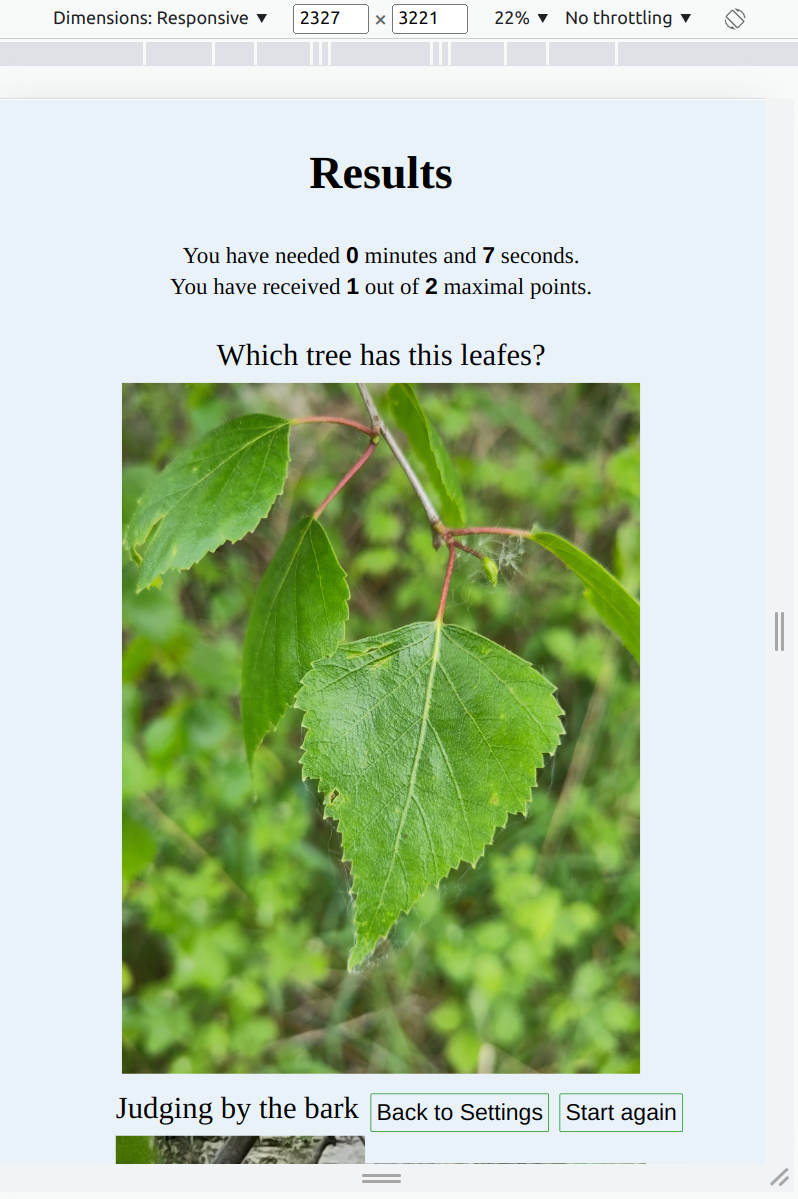 Dimensions: Responsive ▼ 2327 × 3221 22% ▼ No throttling ▼
Results
You have needed 0 minutes and 7 seconds.
You have received 1 out of 2 maximal points.
Which tree has this leafes?
Judging by the bark Back to Settings Start again